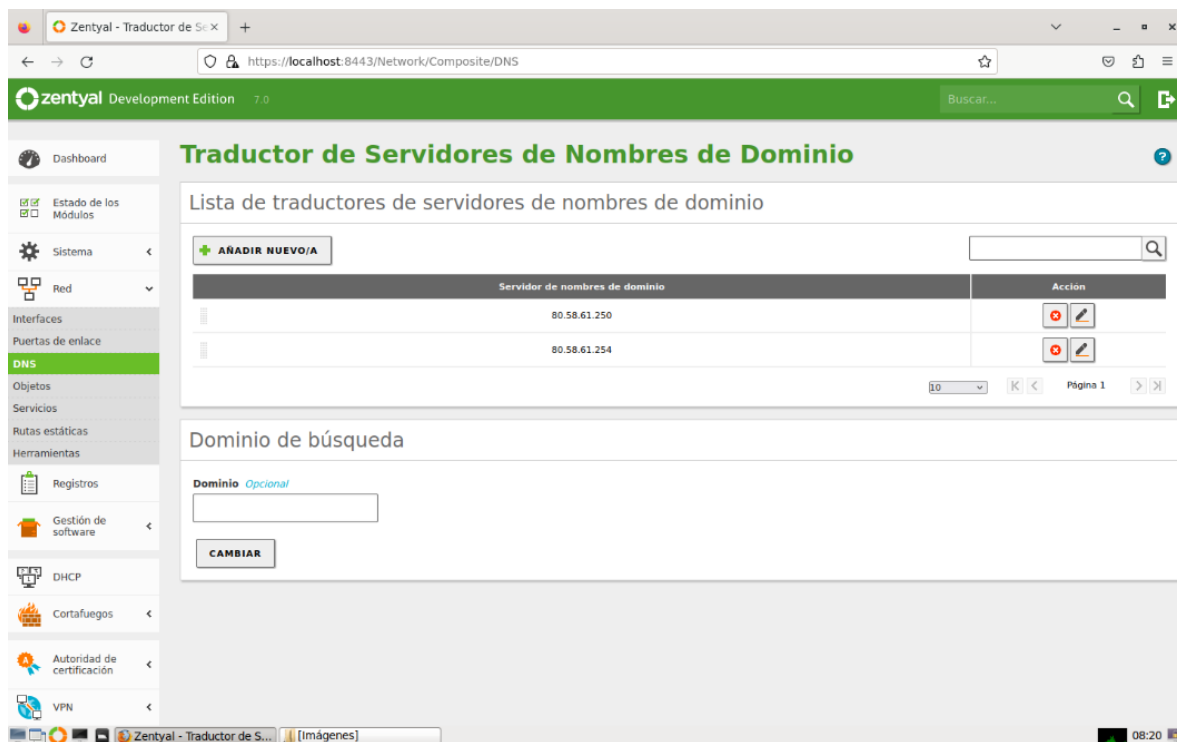 Zentyal - Traductor de Se
https://localhost:8443/Network/Composite/DNS
zentyal Development Edition 7.0
Buscar...
Dashboard
Estado de los
Módulos
Sistema
Red
Interfaces
Puertas de enlace
DNS
Objetos
Servicios
Rutas estáticas
Herramientas
Registros
Gestión de
software
DHCP
Cortafuegos
Autoridad de
certificación
VPN
Traductor de Servidores de Nombres de Dominio
Lista de traductores de servidores de nombres de dominio
AÑADIR NUEVO/A
Servidor de nombres de dominio Acción
80.58.61.250
80.58.61.254
10 Página 1
Dominio de búsqueda
Dominio Opcional
CAMBIAR
Zentyal - Traductor de S... [Imágenes] 08:20